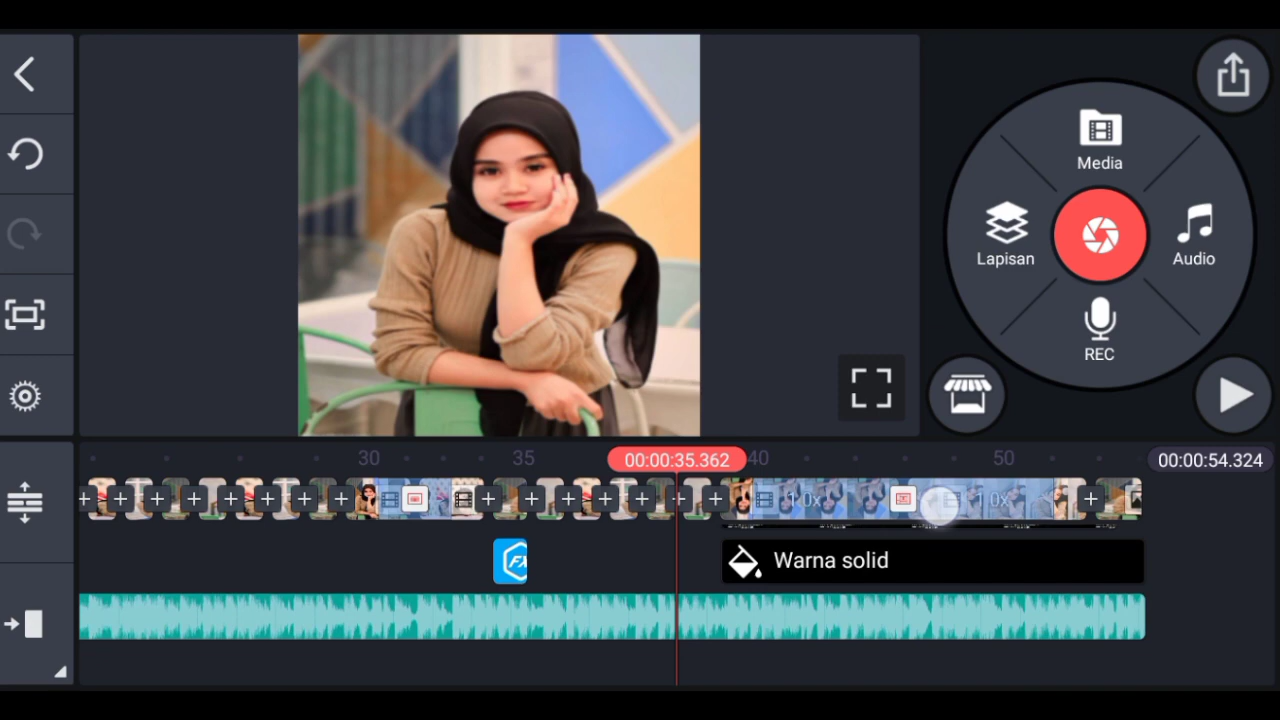 Media
Lapisan
Audio
REC
30
35
00:00:35.362
40
50
00:00:54.324
1.0x
1.0x
FX
Warna solid